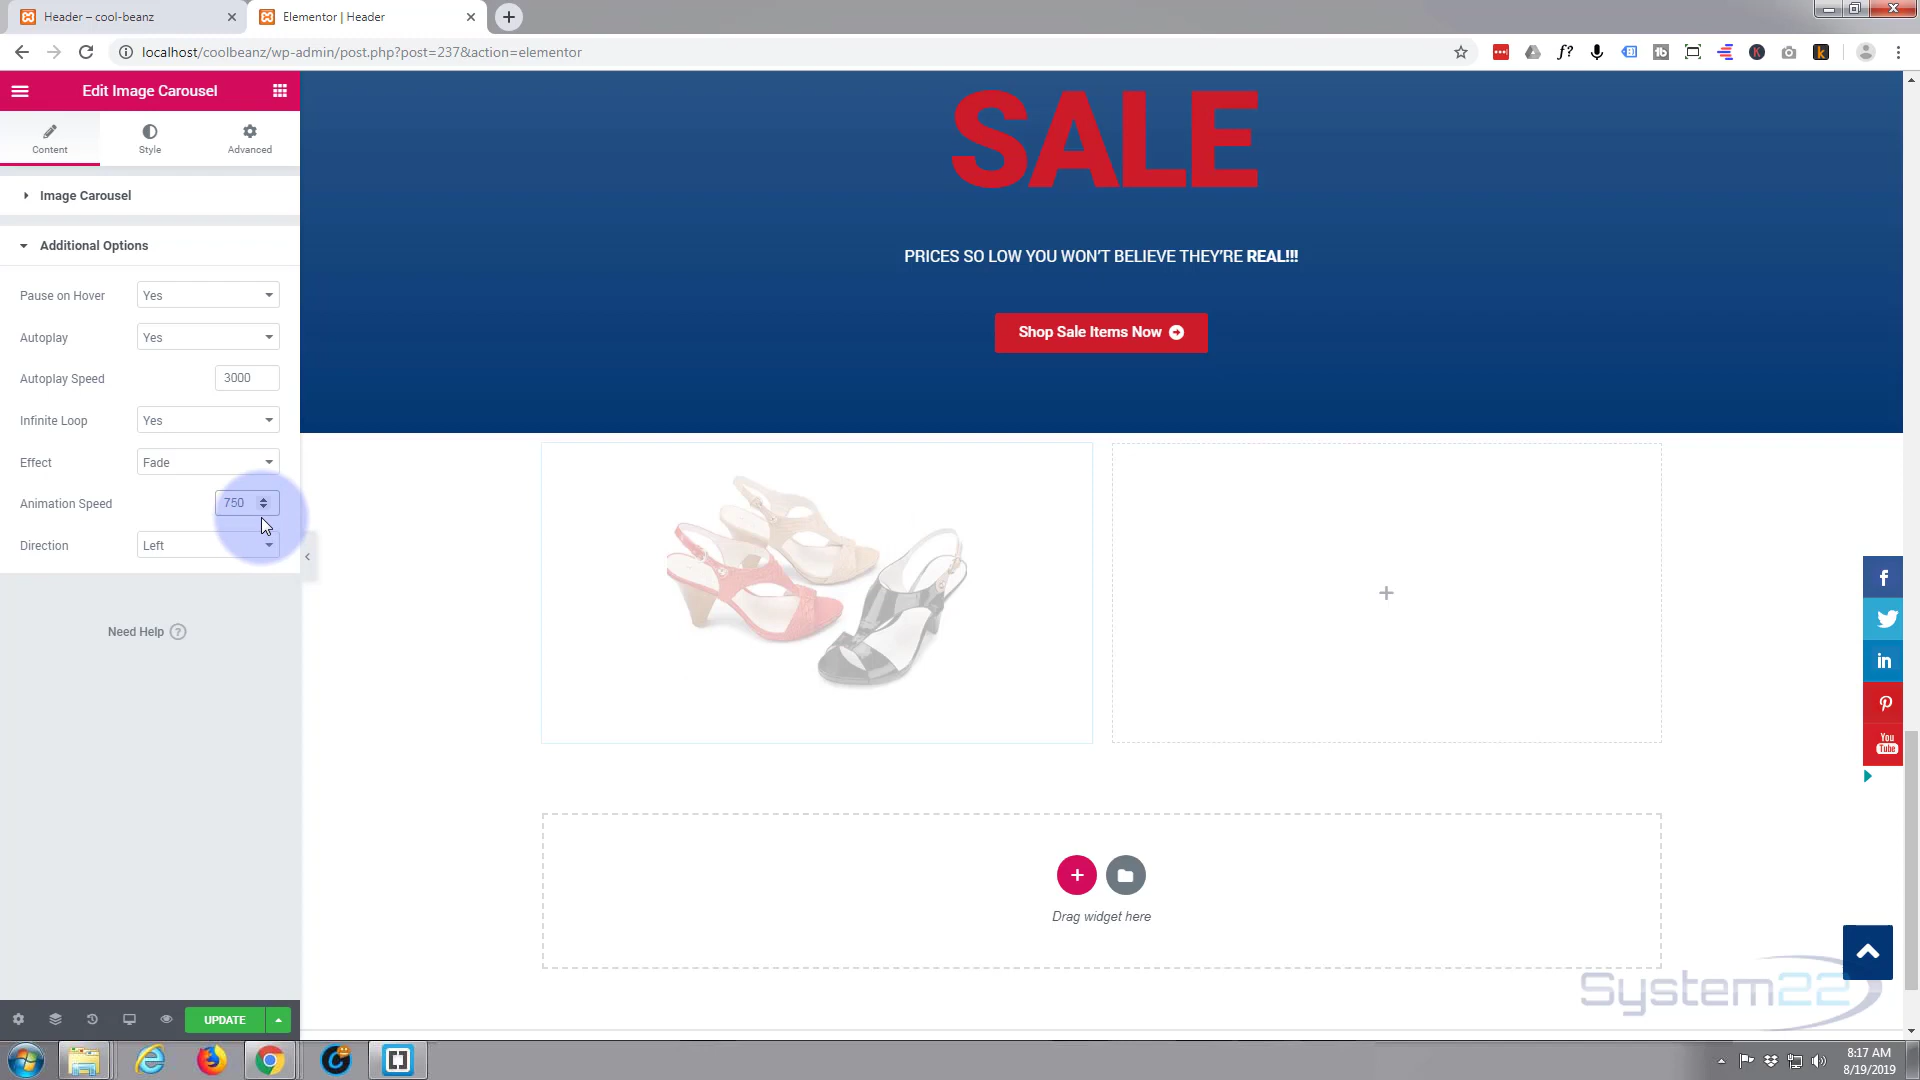 Header – cool-beanz
Elementor | Header
localhost/coolbeanz/wp-admin/post.php?post=237&action=elementor
Edit Image Carousel
Content
Style
Advanced
Image Carousel
Additional Options
Pause on Hover Yes
Autoplay Yes
Autoplay Speed 3000
Infinite Loop Yes
Effect Fade
Animation Speed 750
Direction Left
Need Help ?
UPDATE
SALE
PRICES SO LOW YOU WON'T BELIEVE THEY'RE REAL!!!
Shop Sale Items Now
Drag widget here
You
Tube
System22
8:17 AM
8/19/2019